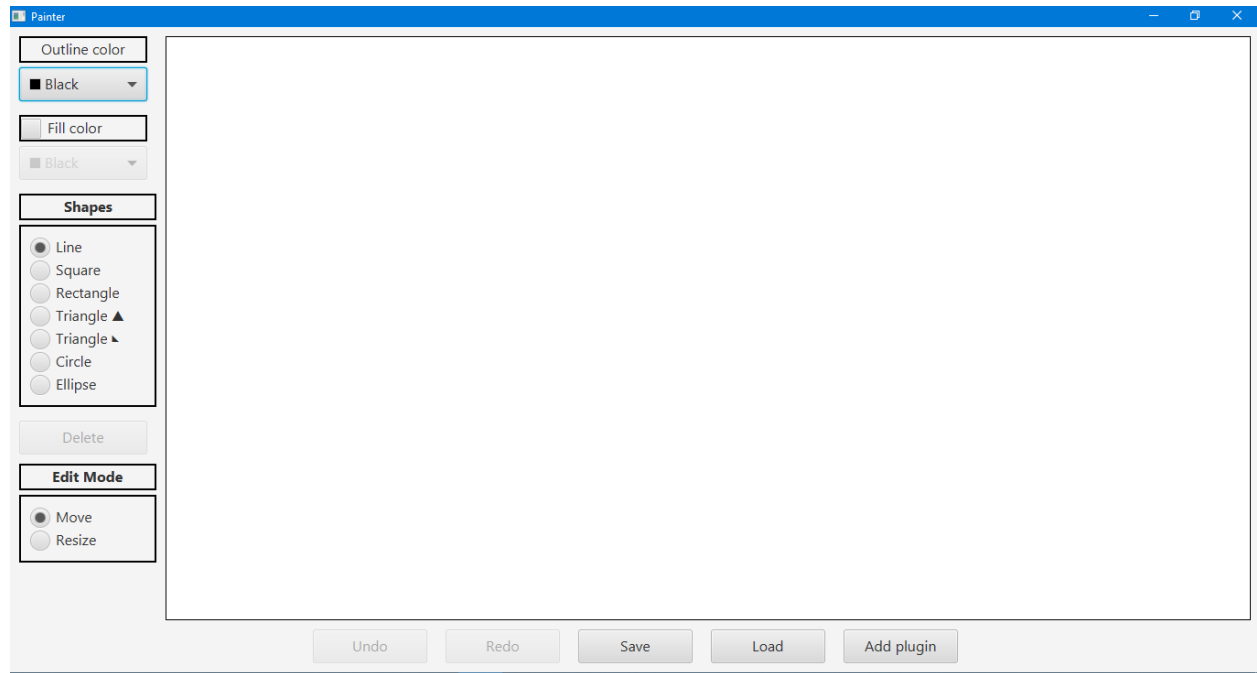 Painter
Outline color
Black
Fill color
Black
Shapes
Line
Square
Rectangle
Triangle ▲
Triangle ◣
Circle
Ellipse
Delete
Edit Mode
Move
Resize
Undo Redo Save Load Add plugin